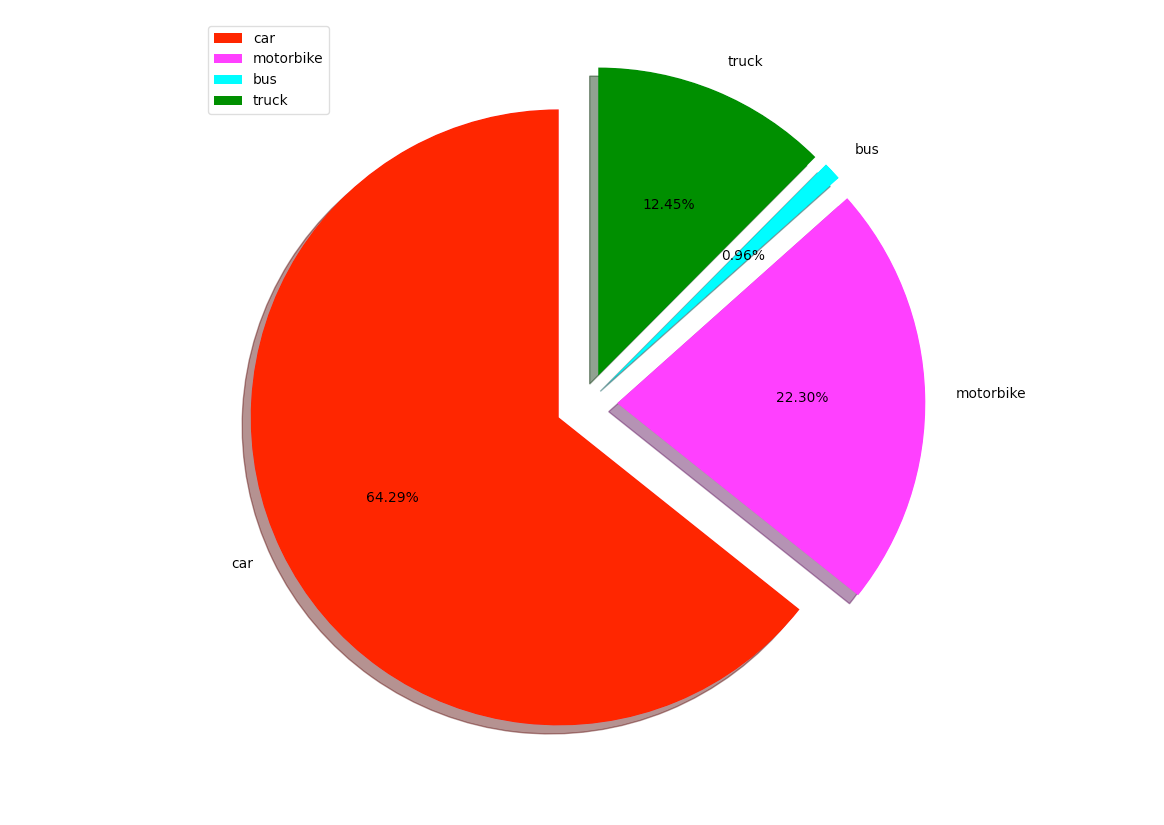 car
motorbike
bus
truck
truck
bus
12.45%
0.96%
motorbike
22.30%
64.29%
car